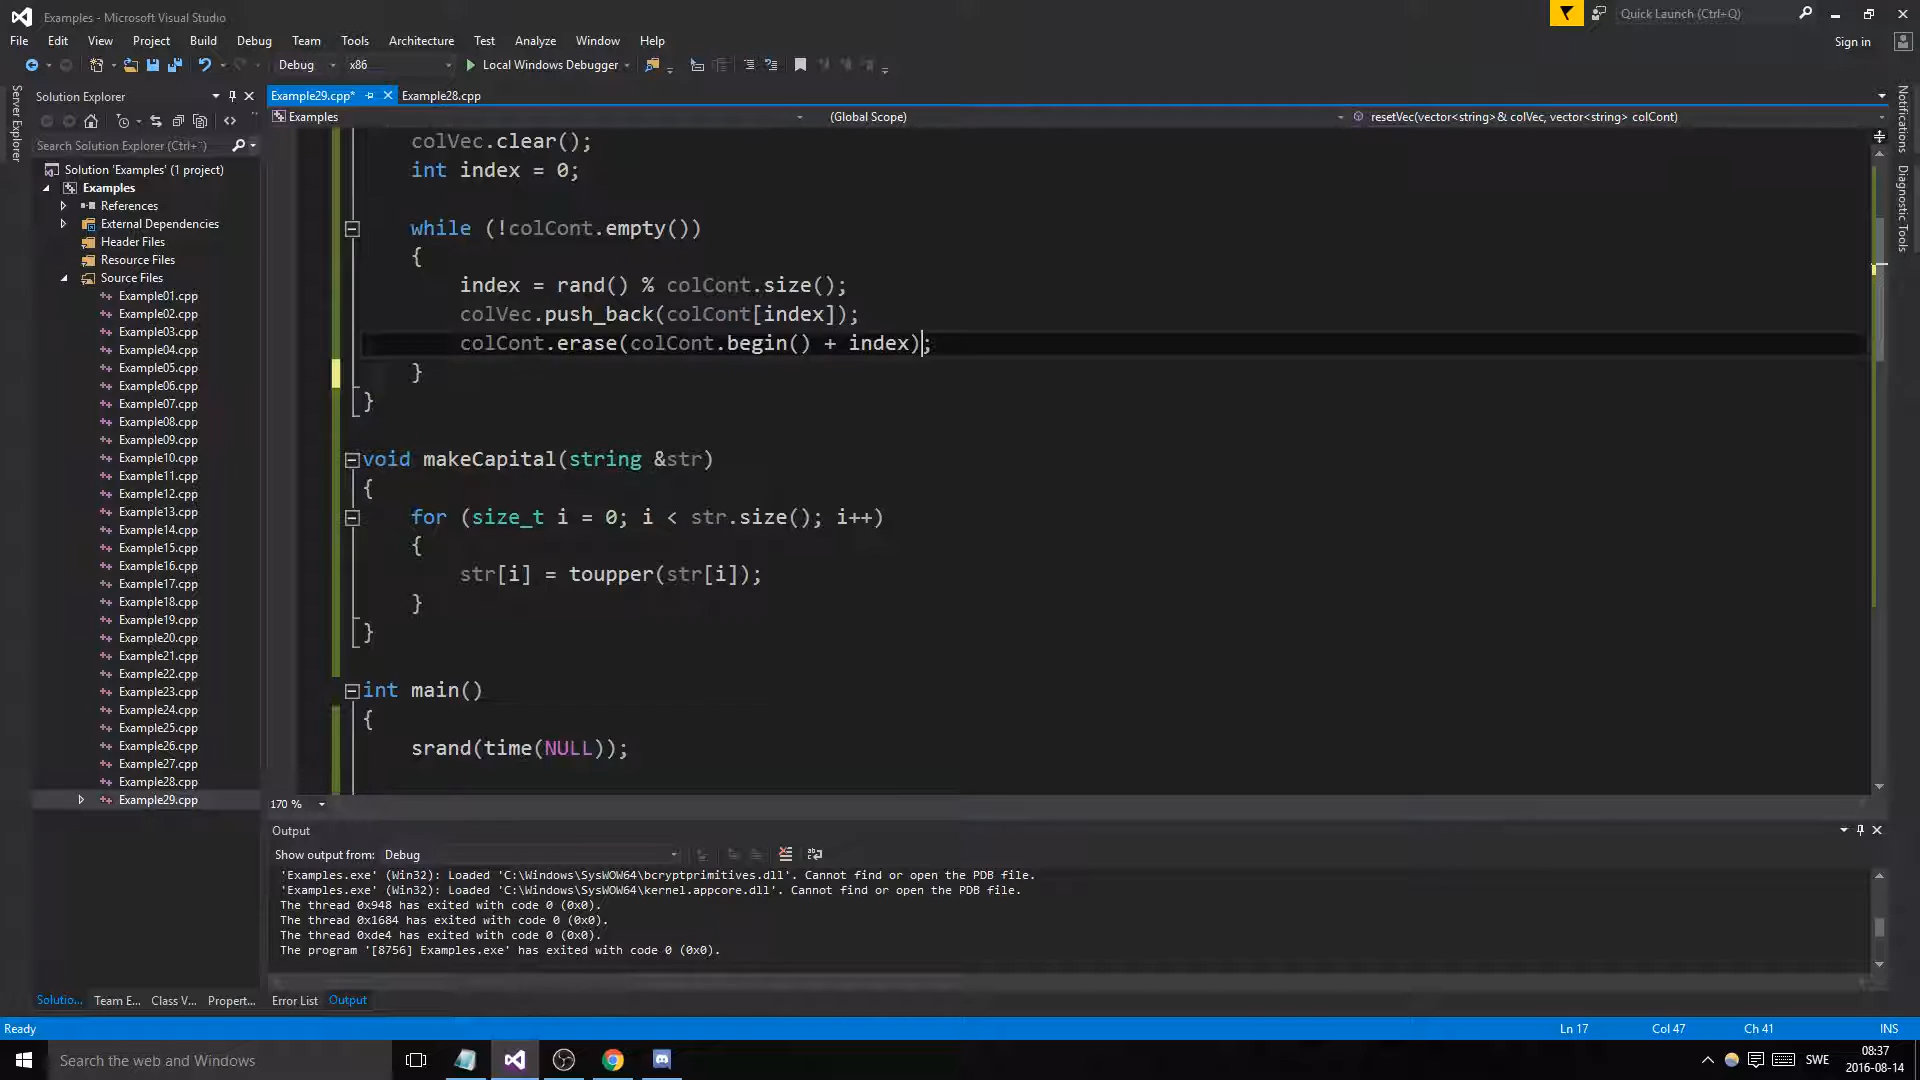 Examples - Microsoft Visual Studio
Quick Launch (Ctrl+Q)
File Edit View Project Build Debug Team Tools Architecture Test Analyze Window Help
Sign in
Debug x86 Local Windows Debugger
Server Explorer
Solution Explorer
Search Solution Explorer (Ctrl+¨)
Solution 'Examples' (1 project)
Examples
References
External Dependencies
Header Files
Resource Files
Source Files
Example01.cpp
Example02.cpp
Example03.cpp
Example04.cpp
Example05.cpp
Example06.cpp
Example07.cpp
Example08.cpp
Example09.cpp
Example10.cpp
Example11.cpp
Example12.cpp
Example13.cpp
Example14.cpp
Example15.cpp
Example16.cpp
Example17.cpp
Example18.cpp
Example19.cpp
Example20.cpp
Example21.cpp
Example22.cpp
Example23.cpp
Example24.cpp
Example25.cpp
Example26.cpp
Example27.cpp
Example28.cpp
Example29.cpp
Soluti﻿o... Team E... Class V... Propert...
Example29.cpp* Example28.cpp
Examples (Global Scope) resetVec(vector<string>& colVec, vector<string> colCont)
colVec.clear();
int index = 0;
while (!colCont.empty())
{
index = rand() % colCont.size();
colVec.push_back(colCont[index]);
colCont.erase(colCont.begin() + index);
}
}
void makeCapital(string &str)
{
for (size_t i = 0; i < str.size(); i++)
{
str[i] = toupper(str[i]);
}
}
int main()
{
srand(time(NULL));
170 %
Notifications
Diagnostic Tools
Output
Show output from: Debug
'Examples.exe' (Win32): Loaded 'C:\Windows\SysWOW64\bcryptprimitives.dll'. Cannot find or open the PDB file.
'Examples.exe' (Win32): Loaded 'C:\Windows\SysWOW64\kernel.appcore.dll'. Cannot find or open the PDB file.
The thread 0x948 has exited with code 0 (0x0).
The thread 0x1684 has exited with code 0 (0x0).
The thread 0xde4 has exited with code 0 (0x0).
The program '[8756] Examples.exe' has exited with code 0 (0x0).
Error List Output
Ready Ln 17 Col 47 Ch 41 INS
Search the web and Windows
SWE
08:37
2016-08-14